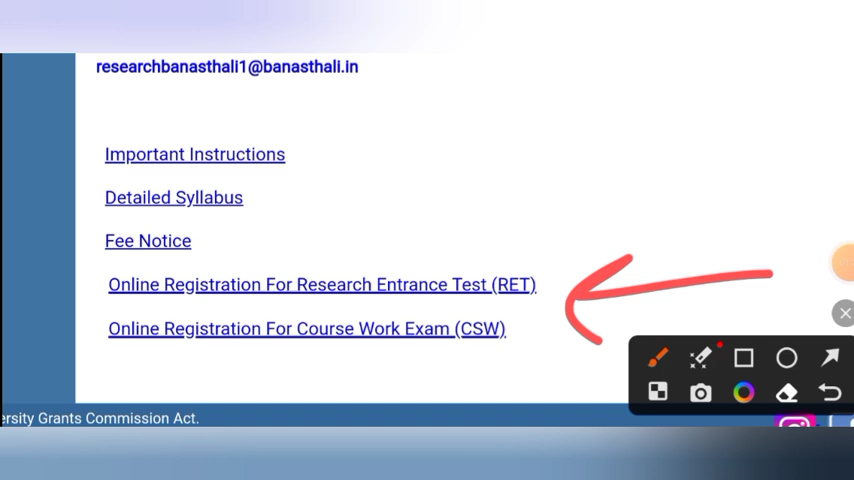 researchbanasthali1@banasthali.in
Important Instructions
Detailed Syllabus
Fee Notice
Online Registration For Research Entrance Test (RET)
Online Registration For Course Work Exam (CSW)
ersity Grants Commission Act.